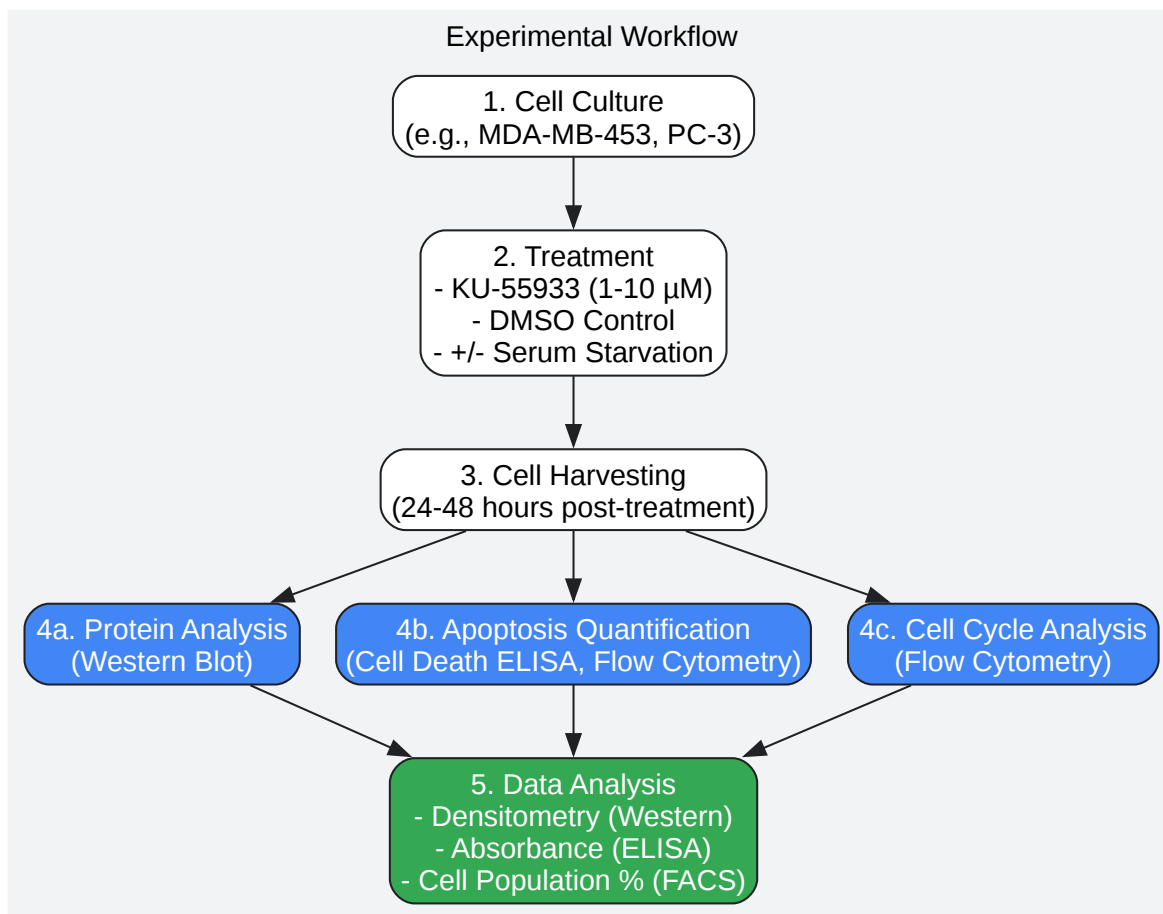 Experimental Workflow
1. Cell Culture
(e.g., MDA-MB-453, PC-3)
2. Treatment
- KU-55933 (1-10 µM)
- DMSO Control
- +/- Serum Starvation
3. Cell Harvesting
(24-48 hours post-treatment)
4a. Protein Analysis
(Western Blot)
4b. Apoptosis Quantification
(Cell Death ELISA, Flow Cytometry)
4c. Cell Cycle Analysis
(Flow Cytometry)
5. Data Analysis
- Densitometry (Western)
- Absorbance (ELISA)
- Cell Population % (FACS)